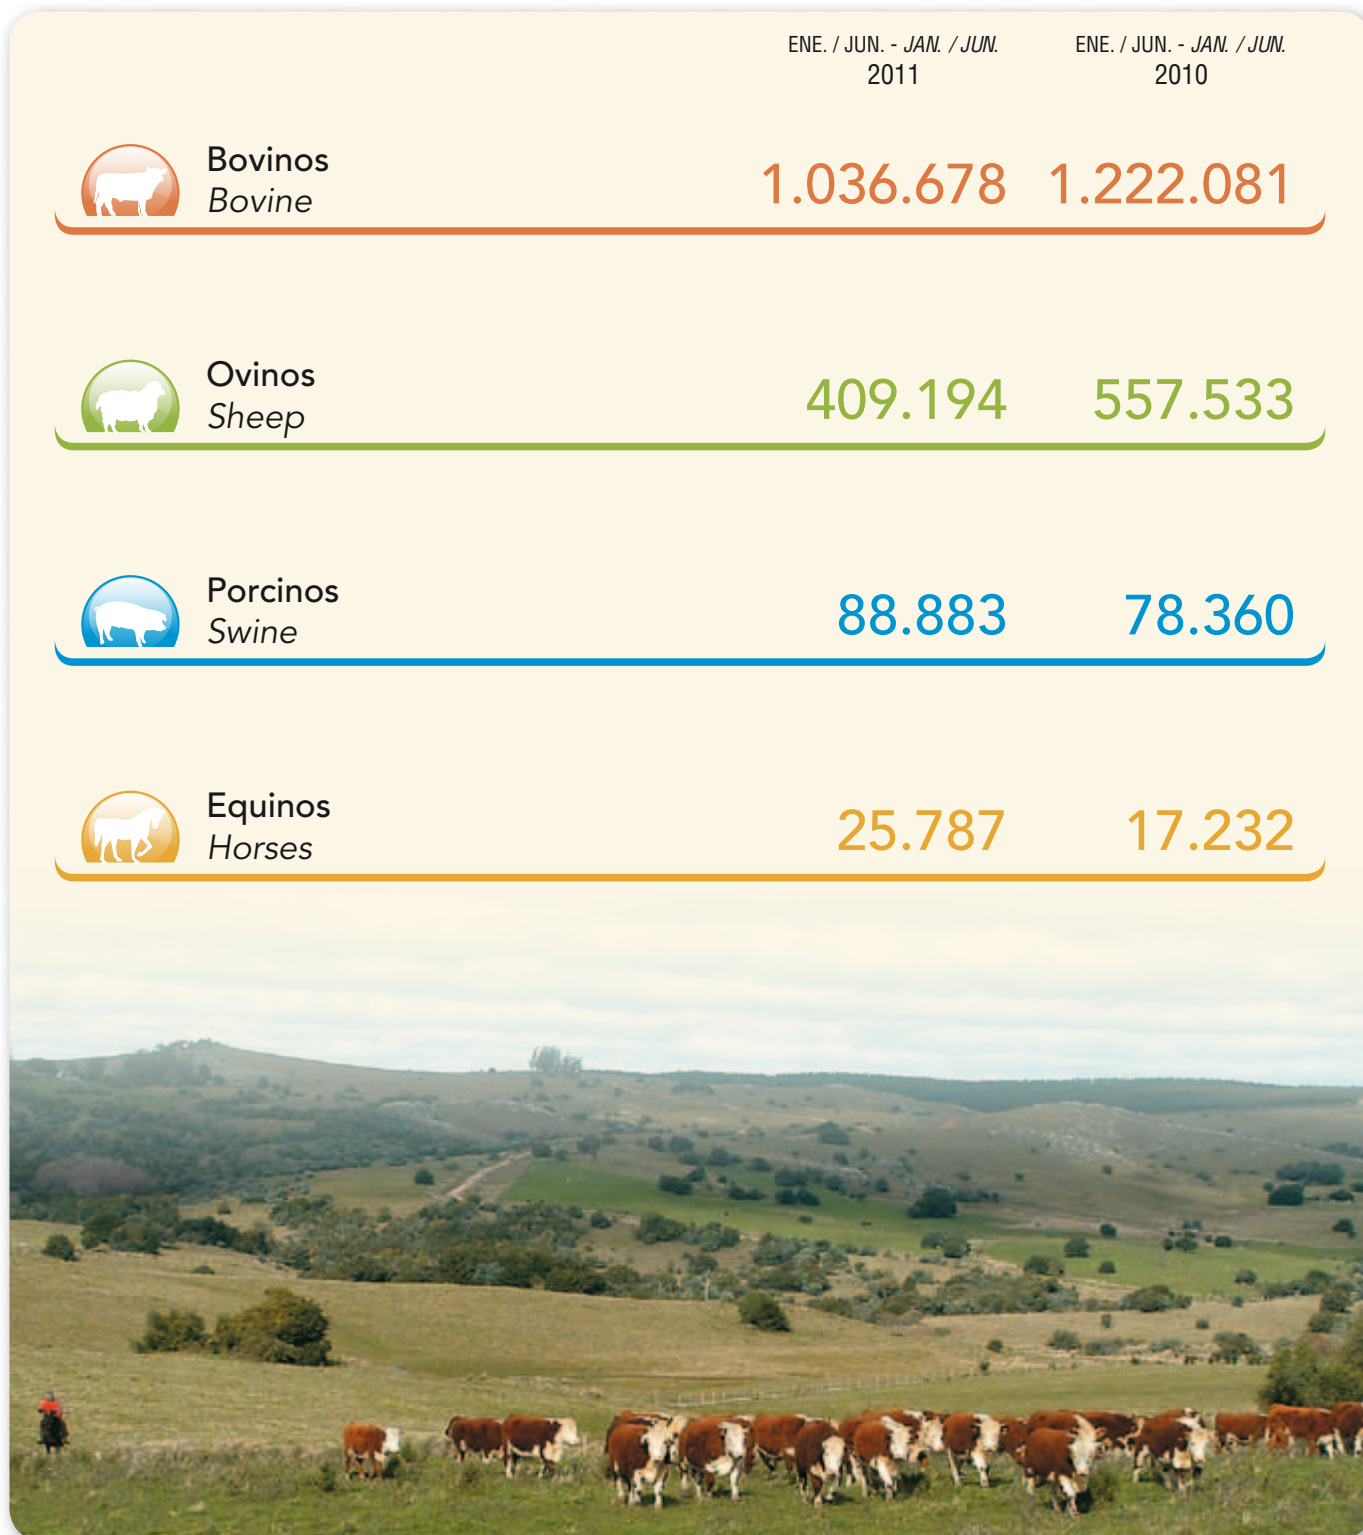 ENE. / JUN. - JAN. / JUN. ENE. / JUN. - JAN. / JUN.
2011 2010
Bovinos
Bovine
1.036.678 1.222.081
Ovinos
Sheep
409.194 557.533
Porcinos
Swine
88.883 78.360
Equinos
Horses
25.787 17.232